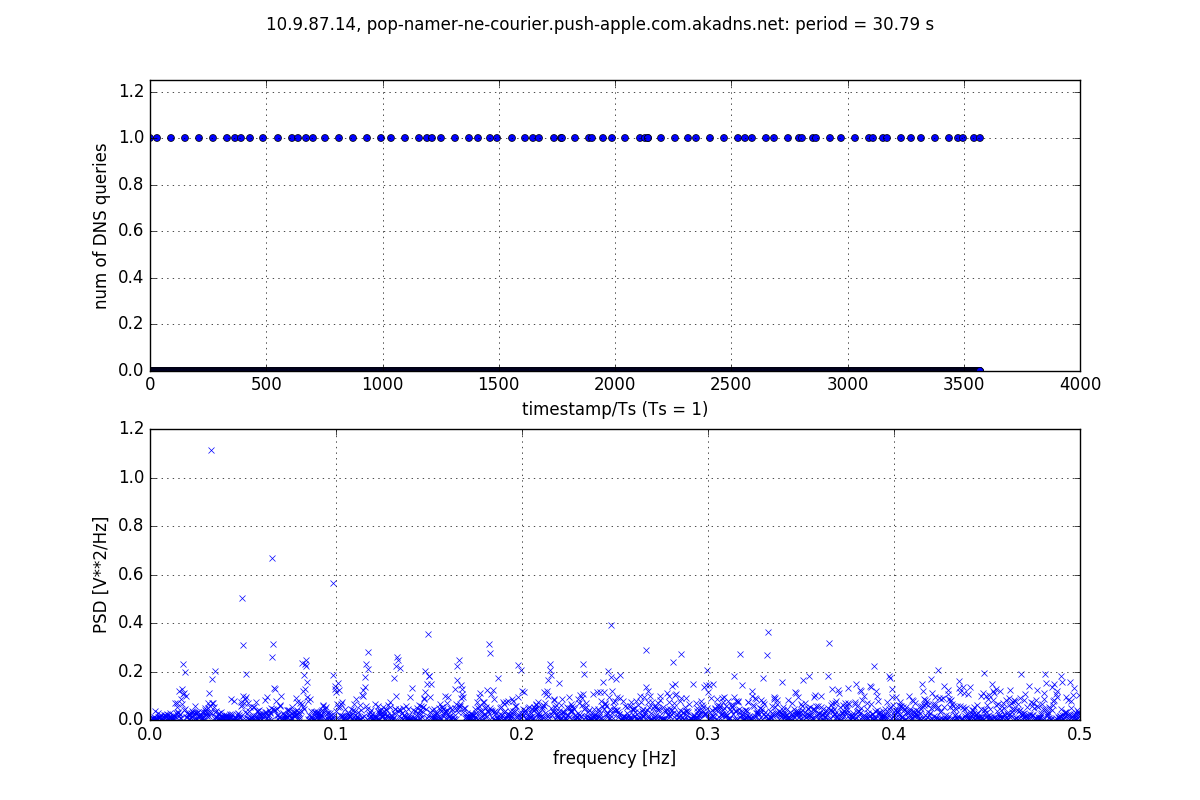 10.9.87.14, pop-namer-ne-courier.push-apple.com.akadns.net: period = 30.79 s
1.2
1.0
0.8
0.6
0.4
0.2
0.0
num of DNS queries
0 500 1000 1500 2000 2500 3000 3500 4000
timestamp/Ts (Ts = 1)
1.2
1.0
0.8
0.6
0.4
0.2
0.0
PSD [V**2/Hz]
0.0 0.1 0.2 0.3 0.4 0.5
frequency [Hz]